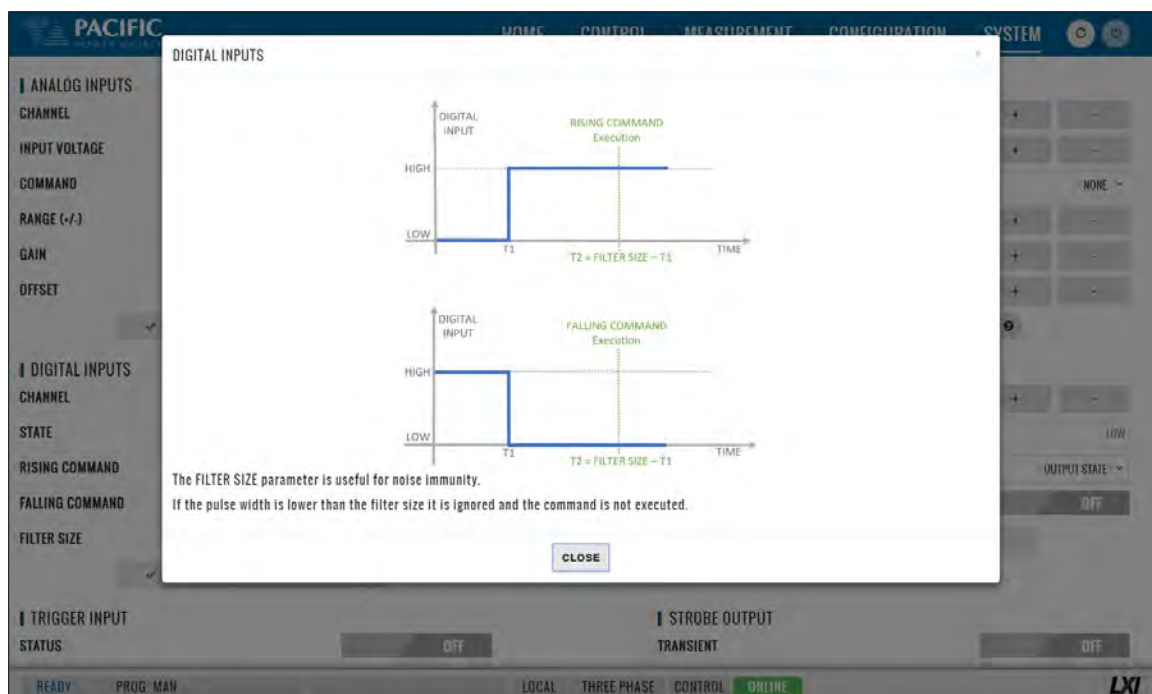 PACIFIC
HOME CONTROL MEASUREMENT CONFIGURATION SYSTEM
DIGITAL INPUTS
ANALOG INPUTS
CHANNEL
INPUT VOLTAGE
COMMAND NONE
RANGE (+/-)
GAIN
OFFSET
DIGITAL INPUT
RISING COMMAND
Execution
HIGH
LOW
T1
T2 = FILTER SIZE – T1
TIME
DIGITAL INPUT
FALLING COMMAND
Execution
HIGH
LOW
T1
T2 = FILTER SIZE – T1
TIME
The FILTER SIZE parameter is useful for noise immunity.
If the pulse width is lower than the filter size it is ignored and the command is not executed.
CLOSE
DIGITAL INPUTS
CHANNEL
STATE LOW
RISING COMMAND OUTPUT STATE
FALLING COMMAND OFF
FILTER SIZE
TRIGGER INPUT
STATUS OFF
STROBE OUTPUT
TRANSIENT OFF
READY PROG. MAN LOCAL THREE PHASE CONTROL ONLINE LXI